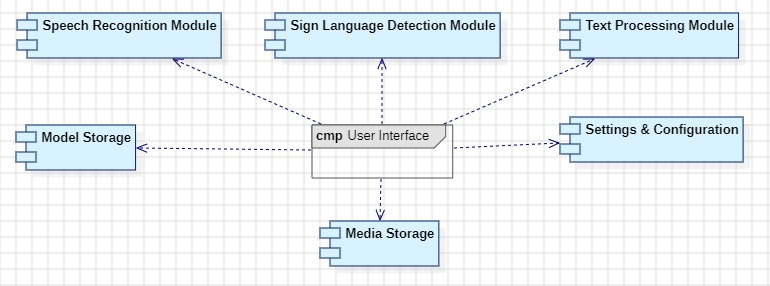 Speech Recognition Module
Sign Language Detection Module
Text Processing Module
Model Storage
cmp User Interface
Settings & Configuration
Media Storage